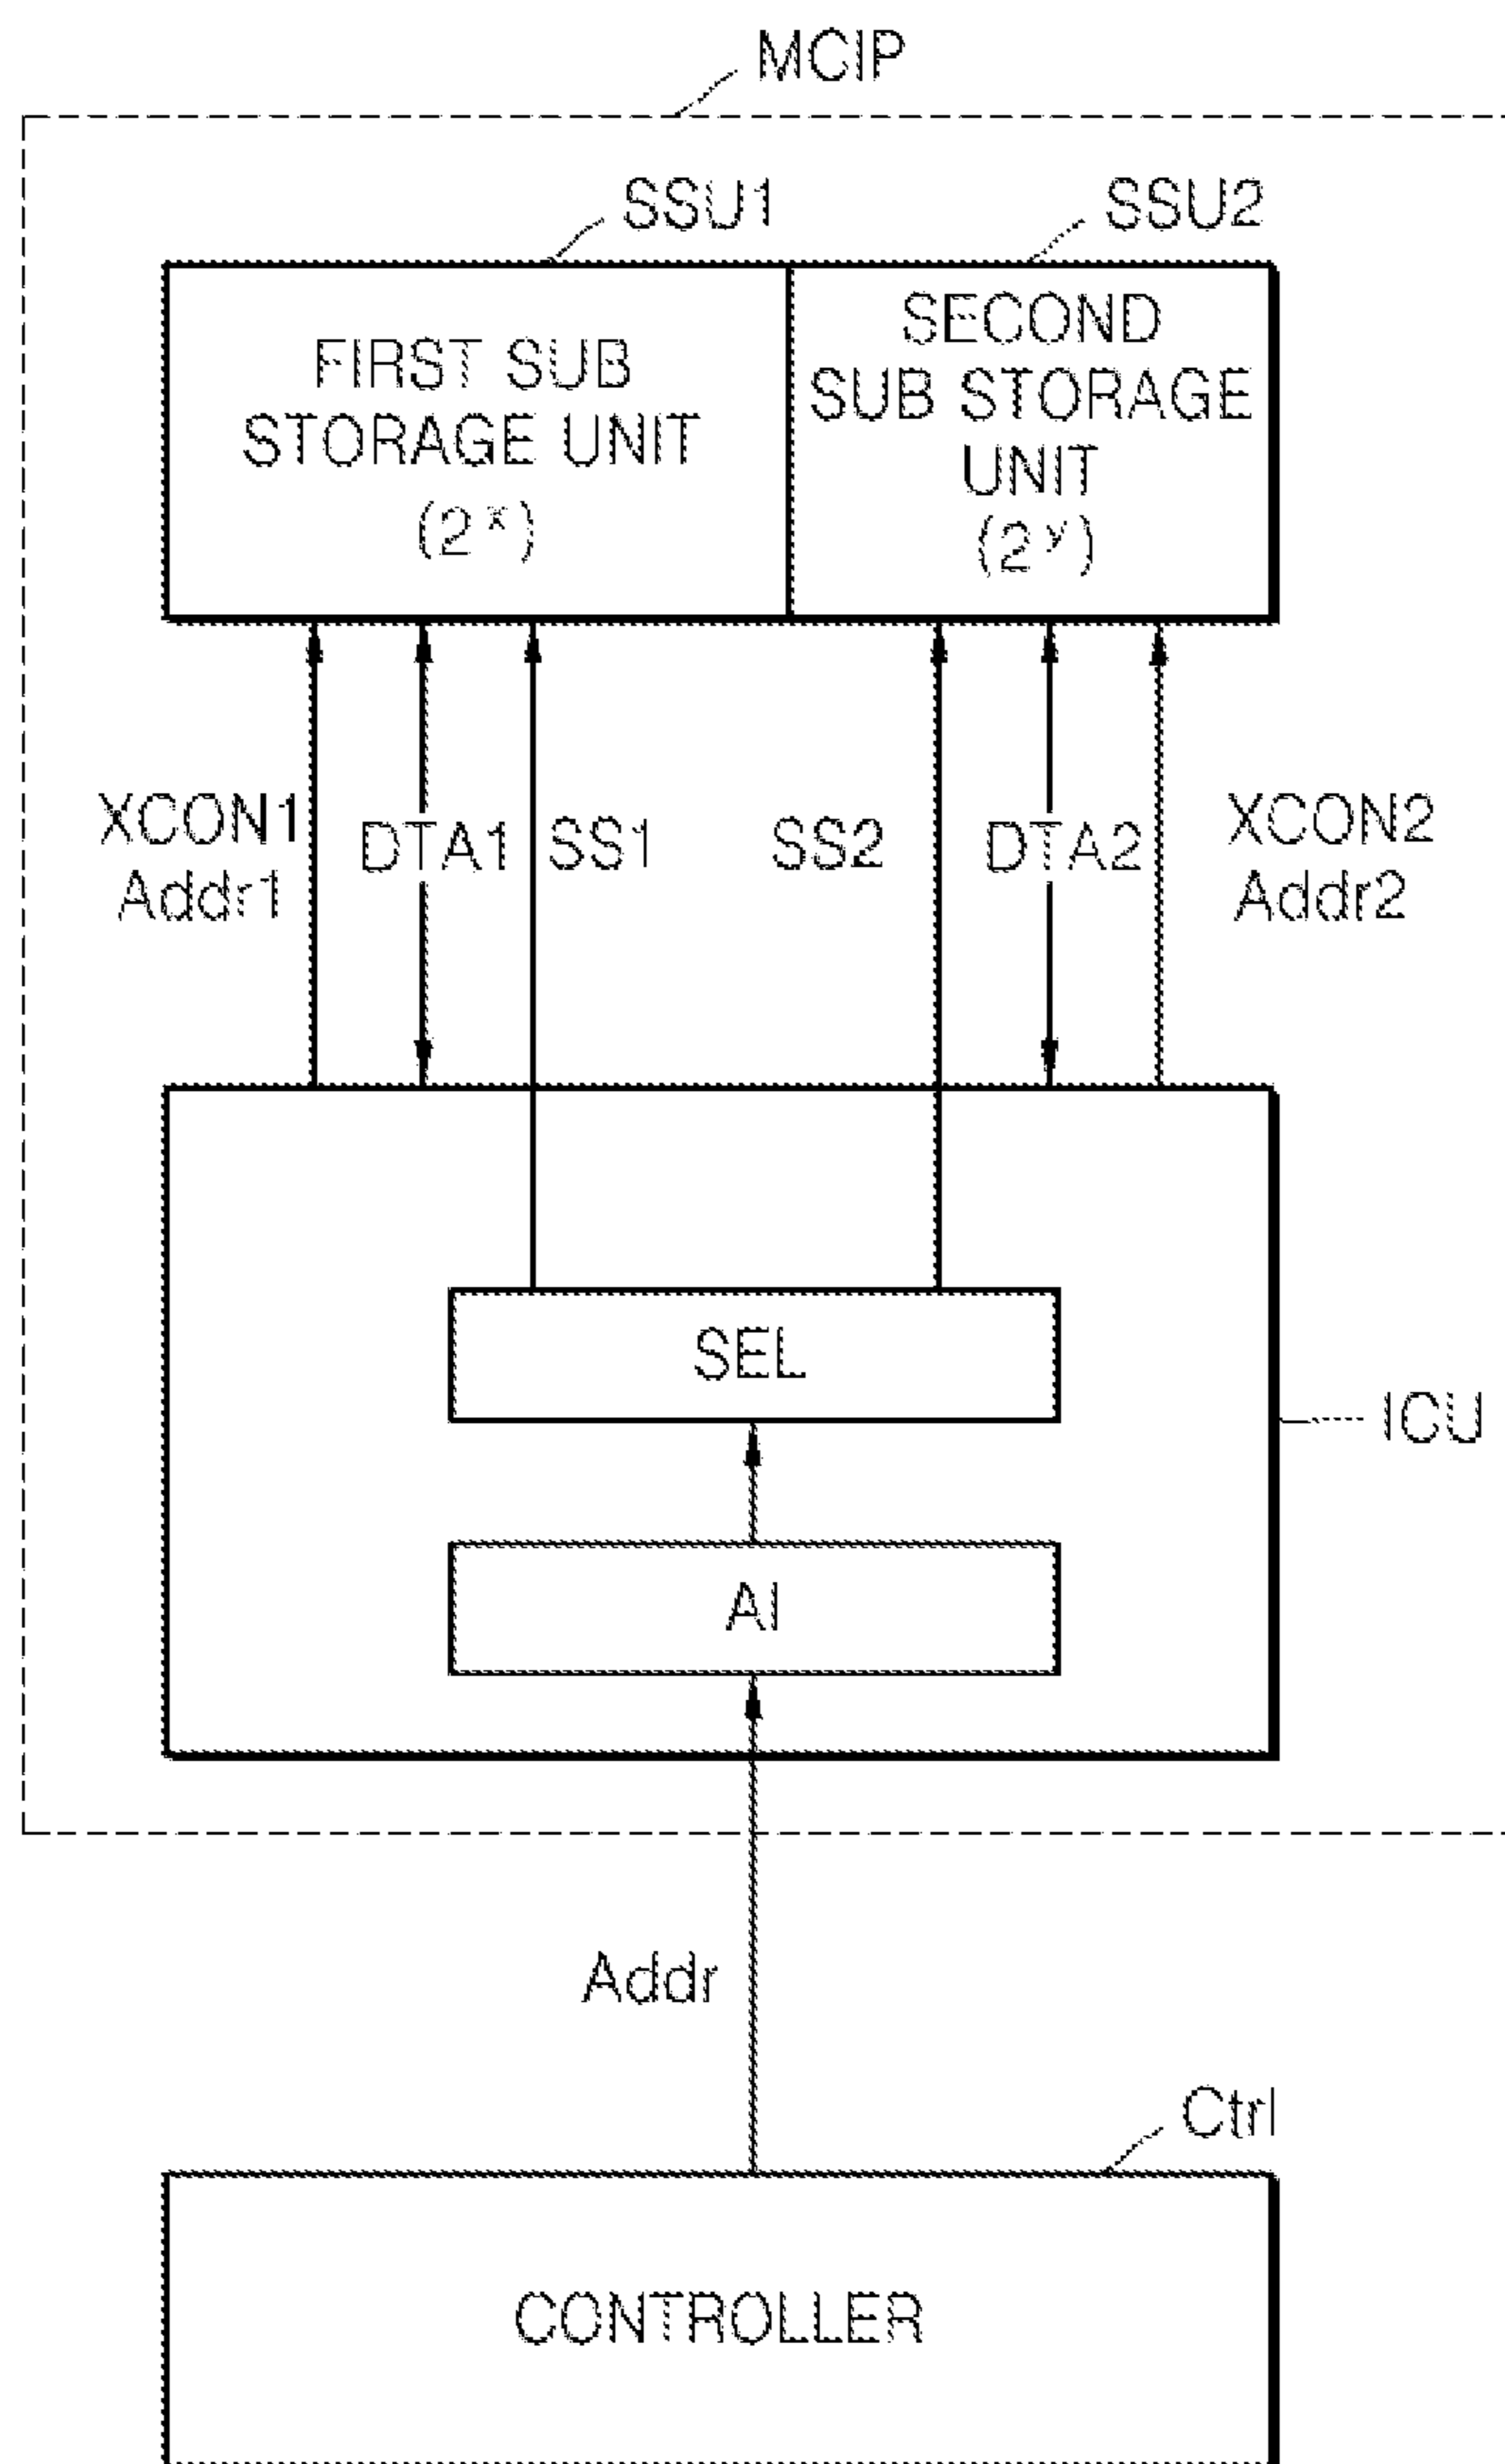 MCIP
SSU1
SSU2
FIRST SUB
STORAGE UNIT
(2^x)
SECOND
SUB STORAGE
UNIT
(2^y)
XCON1
Addr1
DTA1
SS1
SS2
DTA2
XCON2
Addr2
SEL
ICU
AI
Addr
Ctrl
CONTROLLER